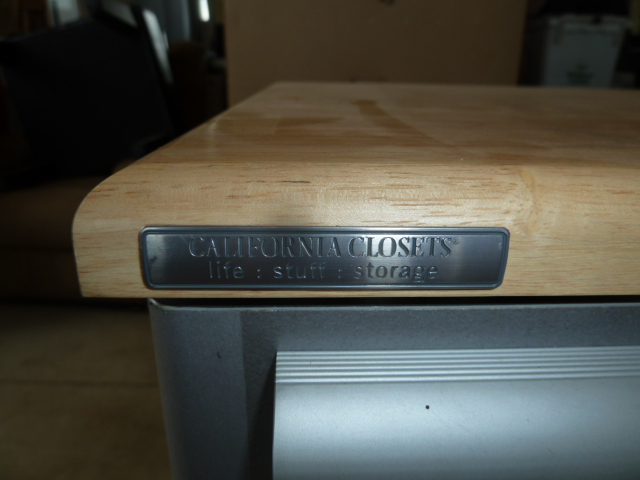 CALIFORNIA CLOSETS
life : stuff : storage